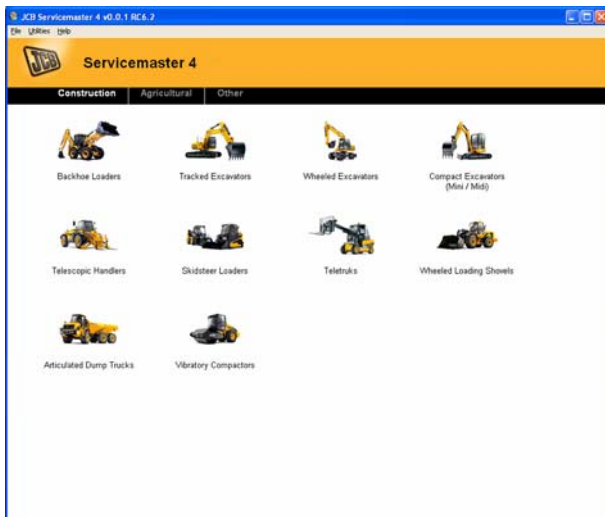 JCB Servicemaster 4 v0.0.1 RC6.2
File Utilities Help
JCB Servicemaster 4
Construction Agricultural Other
Backhoe Loaders Tracked Excavators Wheeled Excavators Compact Excavators
(Mini / Midi)
Telescopic Handlers Skidsteer Loaders Teletruks Wheeled Loading Shovels
Articulated Dump Trucks Vibratory Compactors